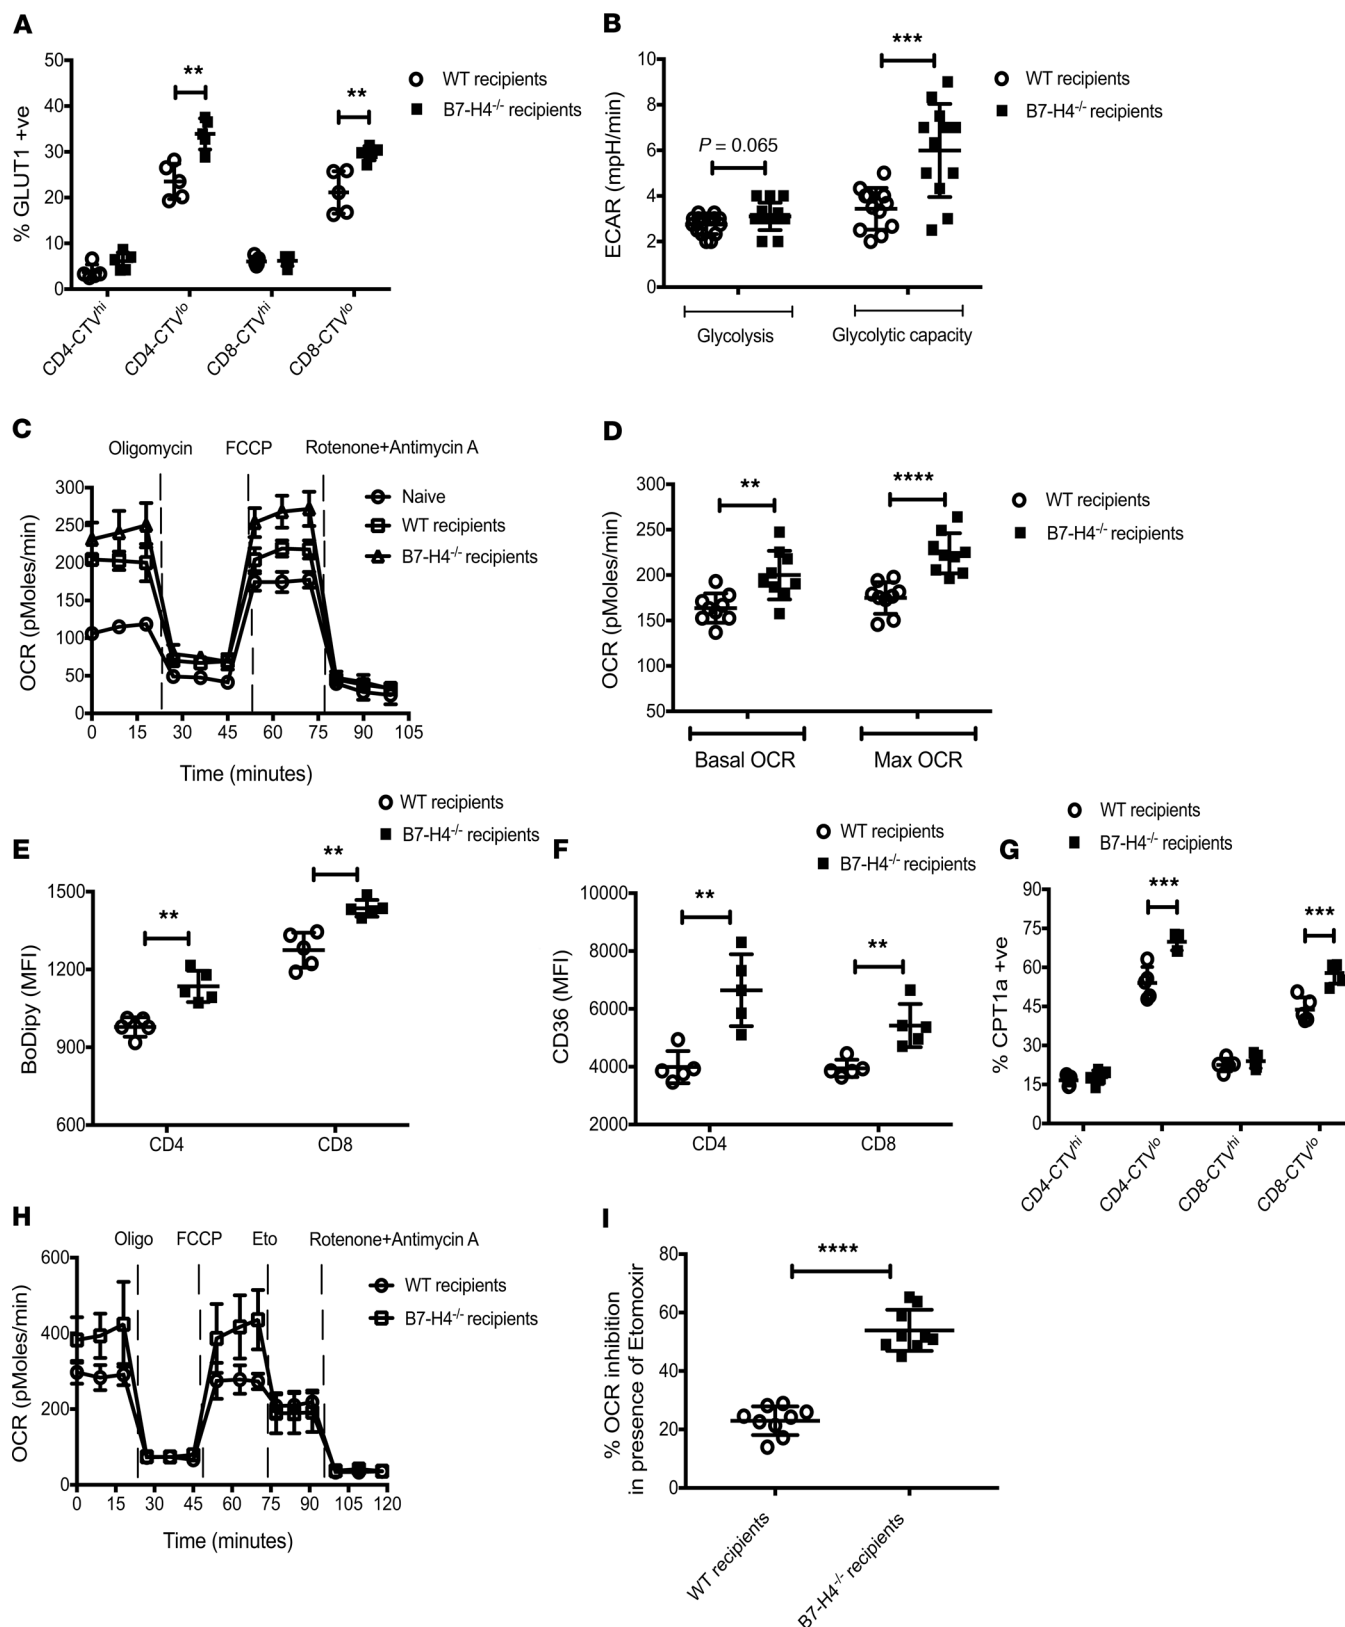 A
50
40
30
20
10
0
% GLUT1 +ve
**
**
WT recipients
B7-H4-/- recipients
CD4-CTVhi
CD4-CTVlo
CD8-CTVhi
CD8-CTVlo
B
10
8
6
4
2
0
ECAR (mpH/min)
P = 0.065
***
WT recipients
B7-H4-/- recipients
Glycolysis
Glycolytic capacity
C
Oligomycin
FCCP
Rotenone+Antimycin A
300
250
200
150
100
50
0
OCR (pMoles/min)
Naive
WT recipients
B7-H4-/- recipients
0 15 30 45 60 75 90 105
Time (minutes)
D
300
250
200
150
100
50
OCR (pMoles/min)
**
****
WT recipients
B7-H4-/- recipients
Basal OCR
Max OCR
E
WT recipients
B7-H4-/- recipients
1500
1200
900
600
BoDipy (MFI)
**
**
CD4
CD8
F
WT recipients
B7-H4-/- recipients
10000
8000
6000
4000
2000
CD36 (MFI)
**
**
CD4
CD8
G
WT recipients
B7-H4-/- recipients
90
75
60
45
30
15
0
% CPT1a +ve
***
***
CD4-CTVhi
CD4-CTVlo
CD8-CTVhi
CD8-CTVlo
H
Oligo
FCCP
Eto
Rotenone+Antimycin A
600
400
200
0
OCR (pMoles/min)
WT recipients
B7-H4-/- recipients
0 15 30 45 60 75 90 105 120
Time (minutes)
I
80
60
40
20
0
% OCR inhibition
in presence of Etomoxir
****
WT recipients
B7-H4-/- recipients